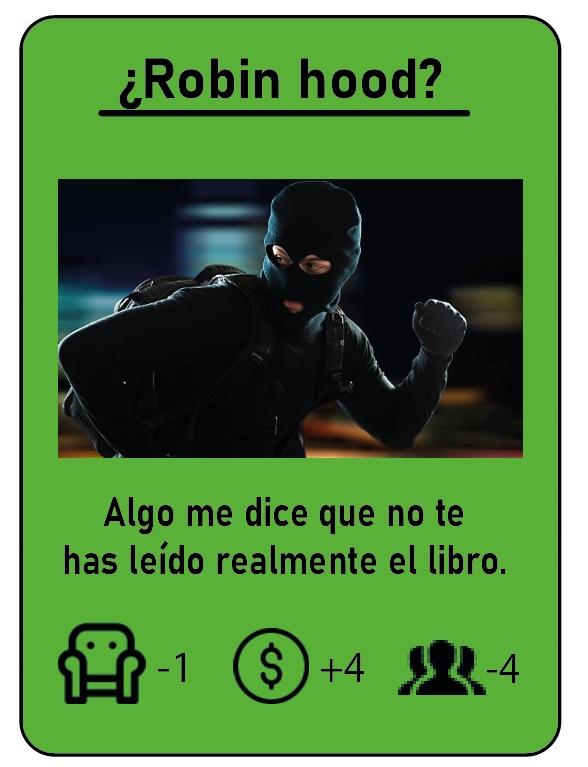 ¿Robin hood?
Algo me dice que no te
has leído realmente el libro.
-1 $ +4 -4